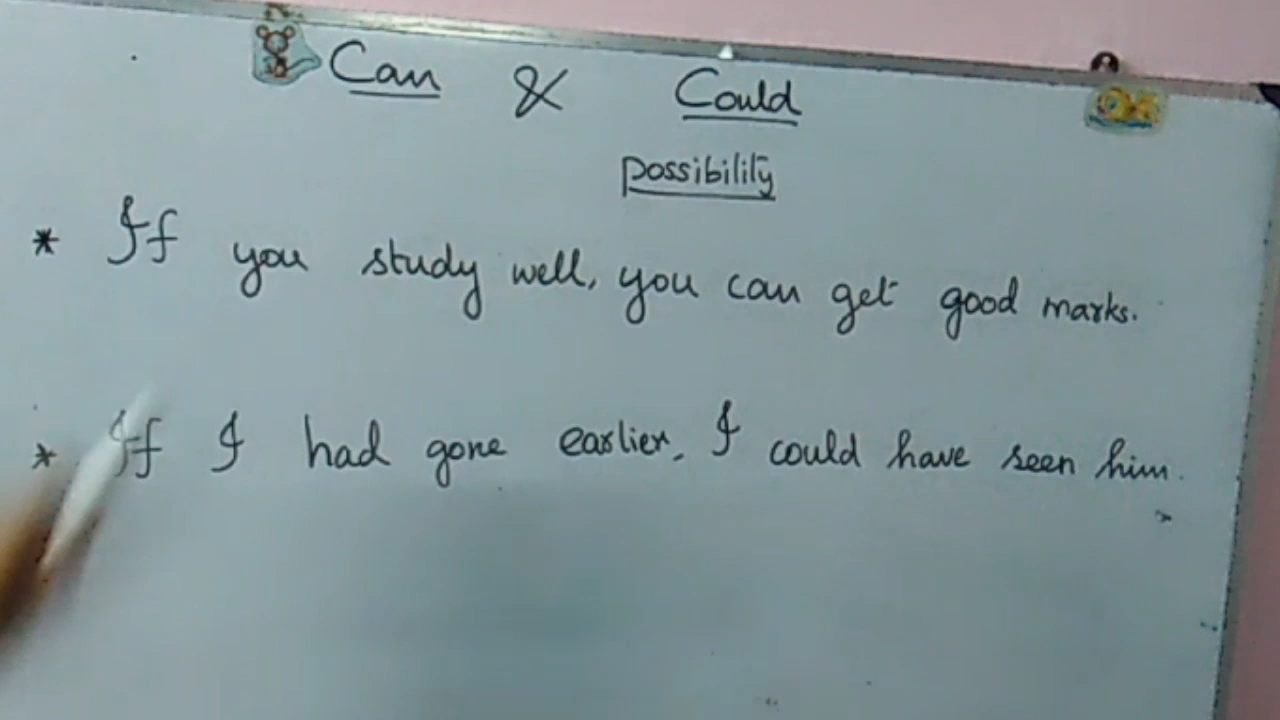 Can & Could
possibility
* If you study well, you can get good marks.
* If I had gone earlier, I could have seen him.